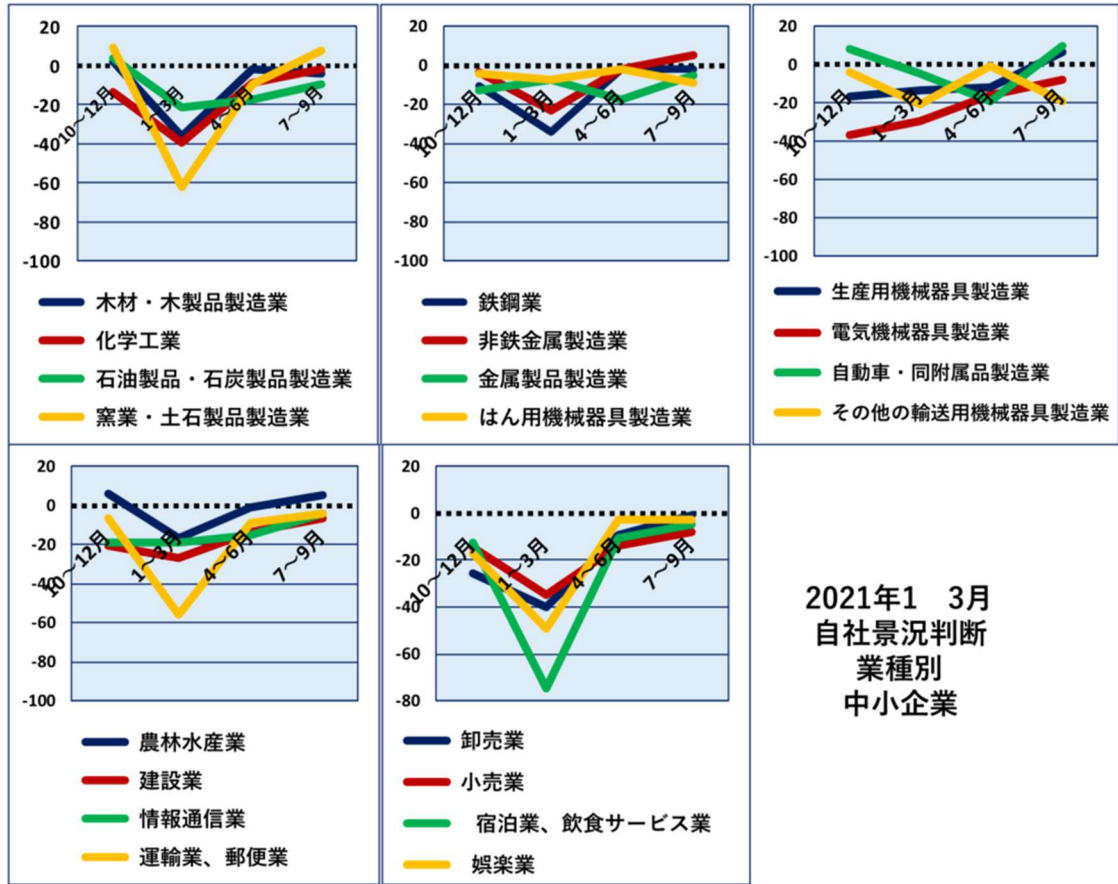 20
0
-20
-40
-60
-80
-100
10～12月
1～3月
4～6月
7～9月
木材・木製品製造業
化学工業
石油製品・石炭製品製造業
窯業・土石製品製造業
20
0
-20
-40
-60
-80
-100
10～12月
1～3月
4～6月
7～9月
鉄鋼業
非鉄金属製造業
金属製品製造業
はん用機械器具製造業
20
0
-20
-40
-60
-80
-100
10～12月
1～3月
4～6月
7～9月
生産用機械器具製造業
電気機械器具製造業
自動車・同附属品製造業
その他の輸送用機械器具製造業
20
0
-20
-40
-60
-80
-100
10～12月
1～3月
4～6月
7～9月
農林水産業
建設業
情報通信業
運輸業、郵便業
20
0
-20
-40
-60
-80
10～12月
1～3月
4～6月
7～9月
卸売業
小売業
宿泊業、飲食サービス業
娯楽業
2021年1　3月
自社景況判断
業種別
中小企業